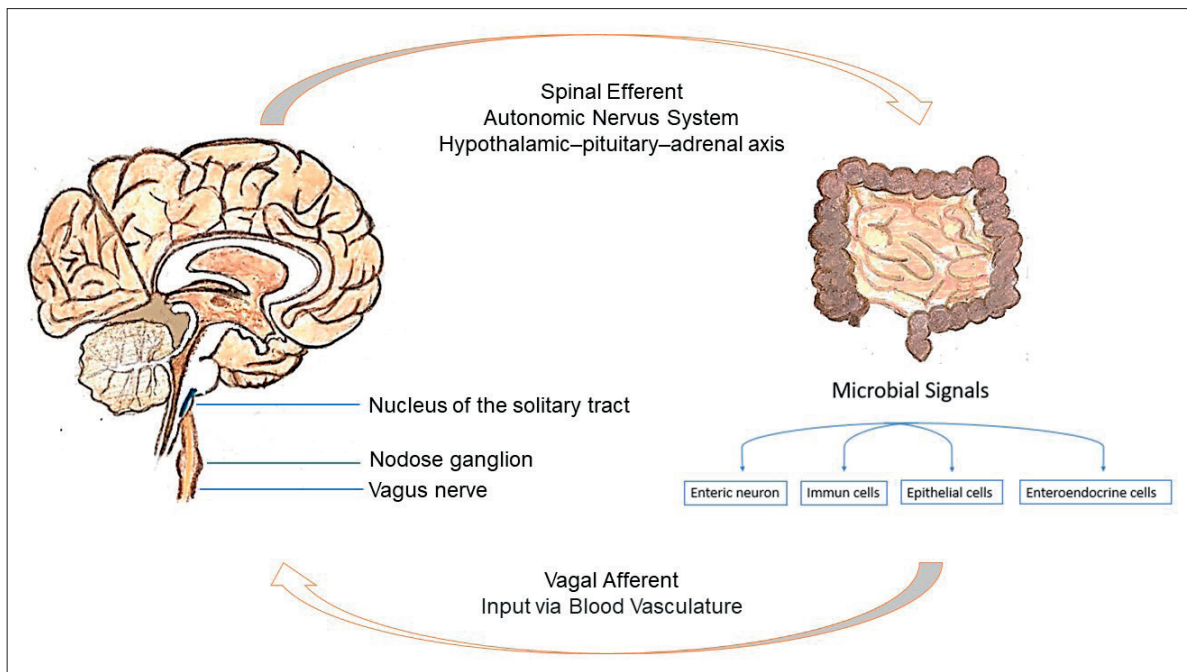 Spinal Efferent
Autonomic Nervus System
Hypothalamic–pituitary–adrenal axis
Nucleus of the solitary tract
Nodose ganglion
Vagus nerve
Microbial Signals
Enteric neuron
Immun cells
Epithelial cells
Enteroendocrine cells
Vagal Afferent
Input via Blood Vasculature